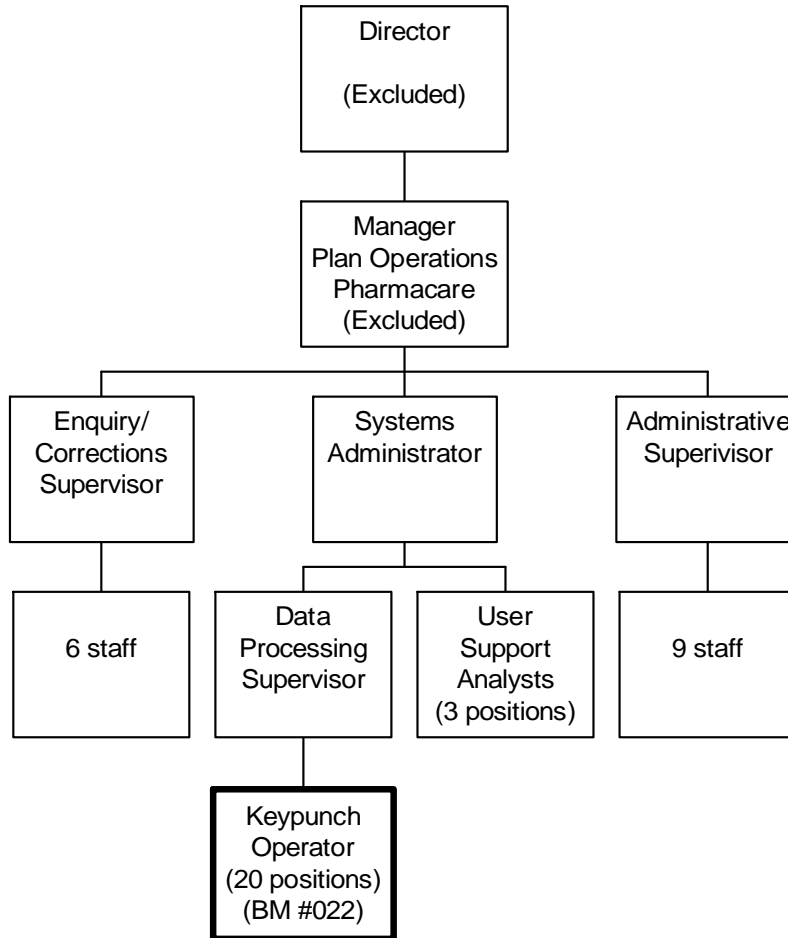 Director
(Excluded)
Manager
Plan Operations
Pharmacare
(Excluded)
Enquiry/
Corrections
Supervisor
Systems
Administrator
Administrative
Superivisor
6 staff
Data
Processing
Supervisor
User
Support
Analysts
(3 positions)
9 staff
Keypunch
Operator
(20 positions)
(BM #022)